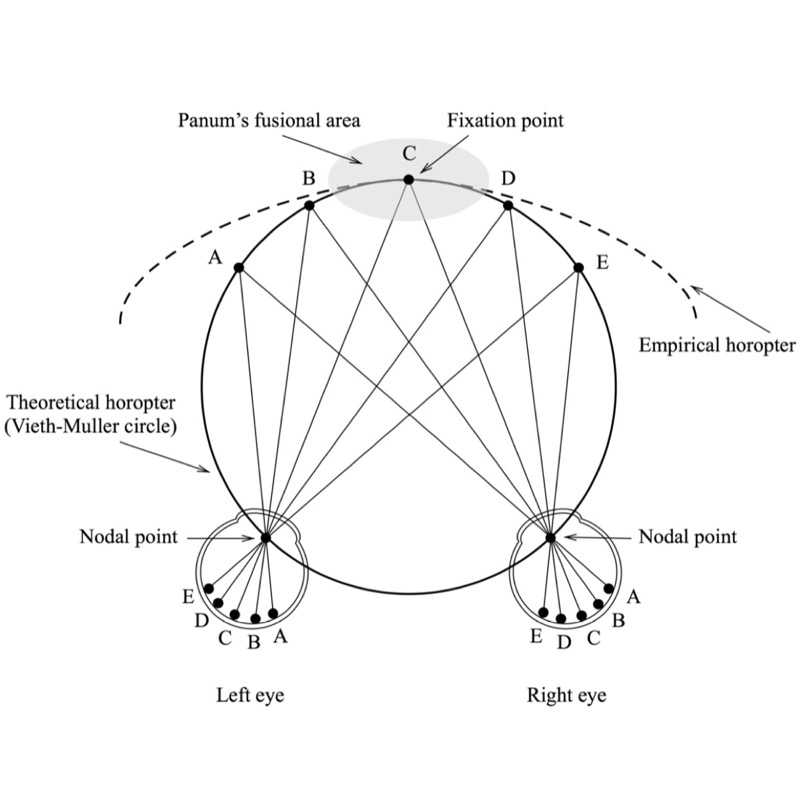 Panum's fusional area
Fixation point
C
B
D
A
E
Empirical horopter
Theoretical horopter
(Vieth-Muller circle)
Nodal point
Nodal point
E
D
C
B
A
E
D
C
B
A
Left eye
Right eye